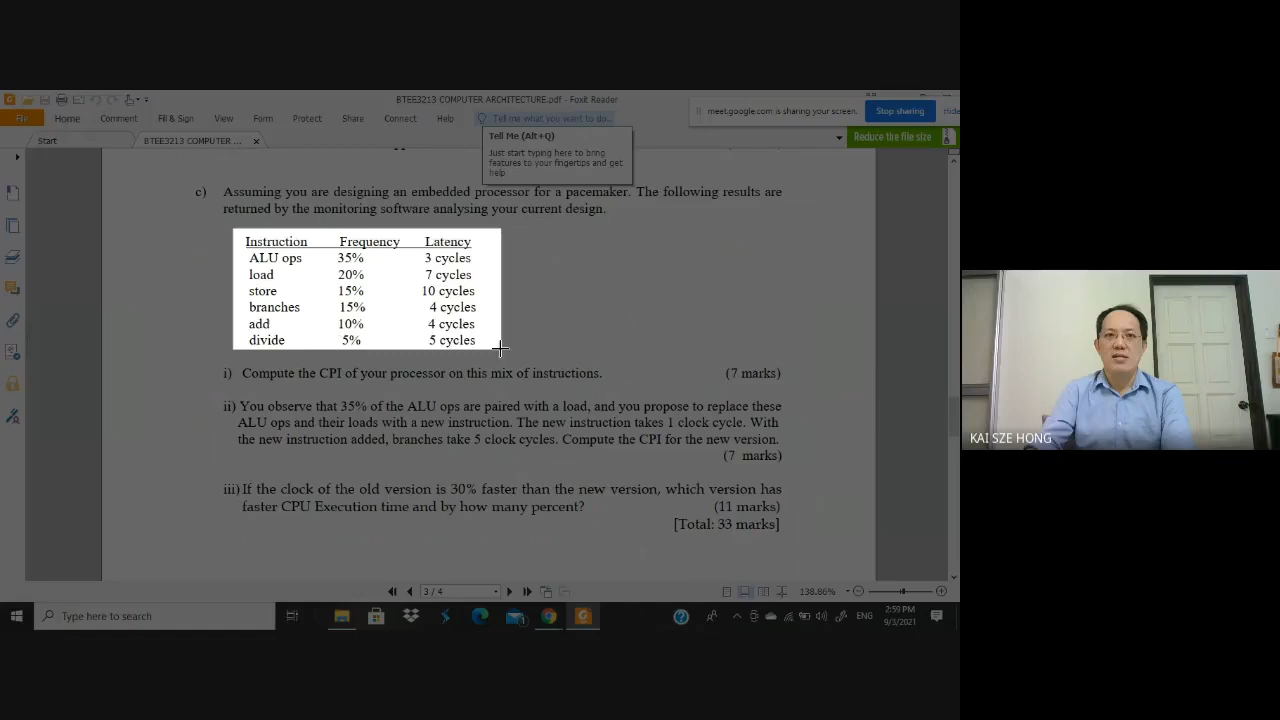 BTEE3213 COMPUTER ARCHITECTURE.pdf - Foxit Reader
meet.google.com is sharing your screen.
Stop sharing
Hide
File
Home
Comment
Fill & Sign
View
Form
Protect
Share
Connect
Help
Tell me what you want to do..
Start
BTEE3213 COMPUTER ...
Reduce the file size
Tell Me (Alt+Q)
Just start typing here to bring
features to your fingertips and get
help
c) Assuming you are designing an embedded processor for a pacemaker. The following results are
returned by the monitoring software analysing your current design.
Instruction Frequency Latency
ALU ops 35% 3 cycles
load 20% 7 cycles
store 15% 10 cycles
branches 15% 4 cycles
add 10% 4 cycles
divide 5% 5 cycles
i) Compute the CPI of your processor on this mix of instructions. (7 marks)
ii) You observe that 35% of the ALU ops are paired with a load, and you propose to replace these
ALU ops and their loads with a new instruction. The new instruction takes 1 clock cycle. With
the new instruction added, branches take 5 clock cycles. Compute the CPI for the new version.
(7 marks)
iii) If the clock of the old version is 30% faster than the new version, which version has
faster CPU Execution time and by how many percent? (11 marks)
[Total: 33 marks]
3 / 4
138.86%
Type here to search
1
ENG
2:59 PM
9/3/2021
KAI SZE HONG